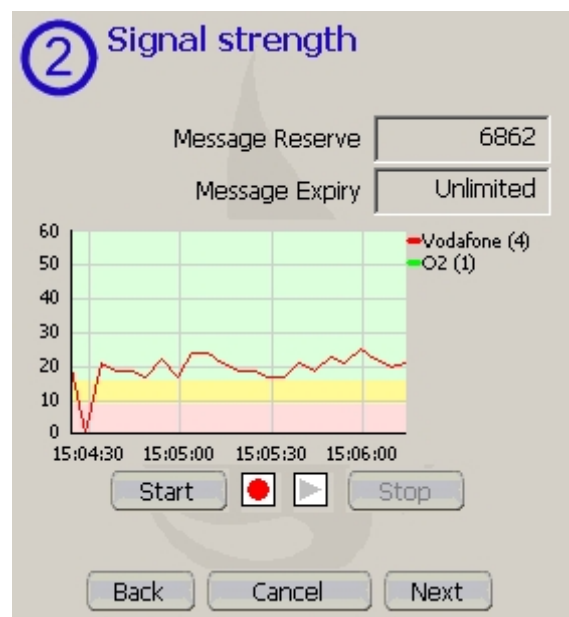 2 Signal strength
Message Reserve 6862
Message Expiry Unlimited
60
50
40
30
20
10
0
Vodafone (4)
O2 (1)
15:04:30 15:05:00 15:05:30 15:06:00
Start Stop
Back Cancel Next